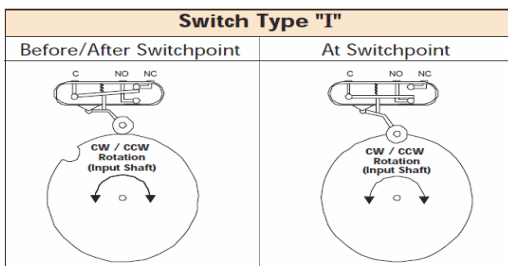 Switch Type "I"
Before/After Switchpoint
At Switchpoint
C NO NC
C NO NC
CW / CCW
Rotation
(Input Shaft)
CW / CCW
Rotation
(Input Shaft)